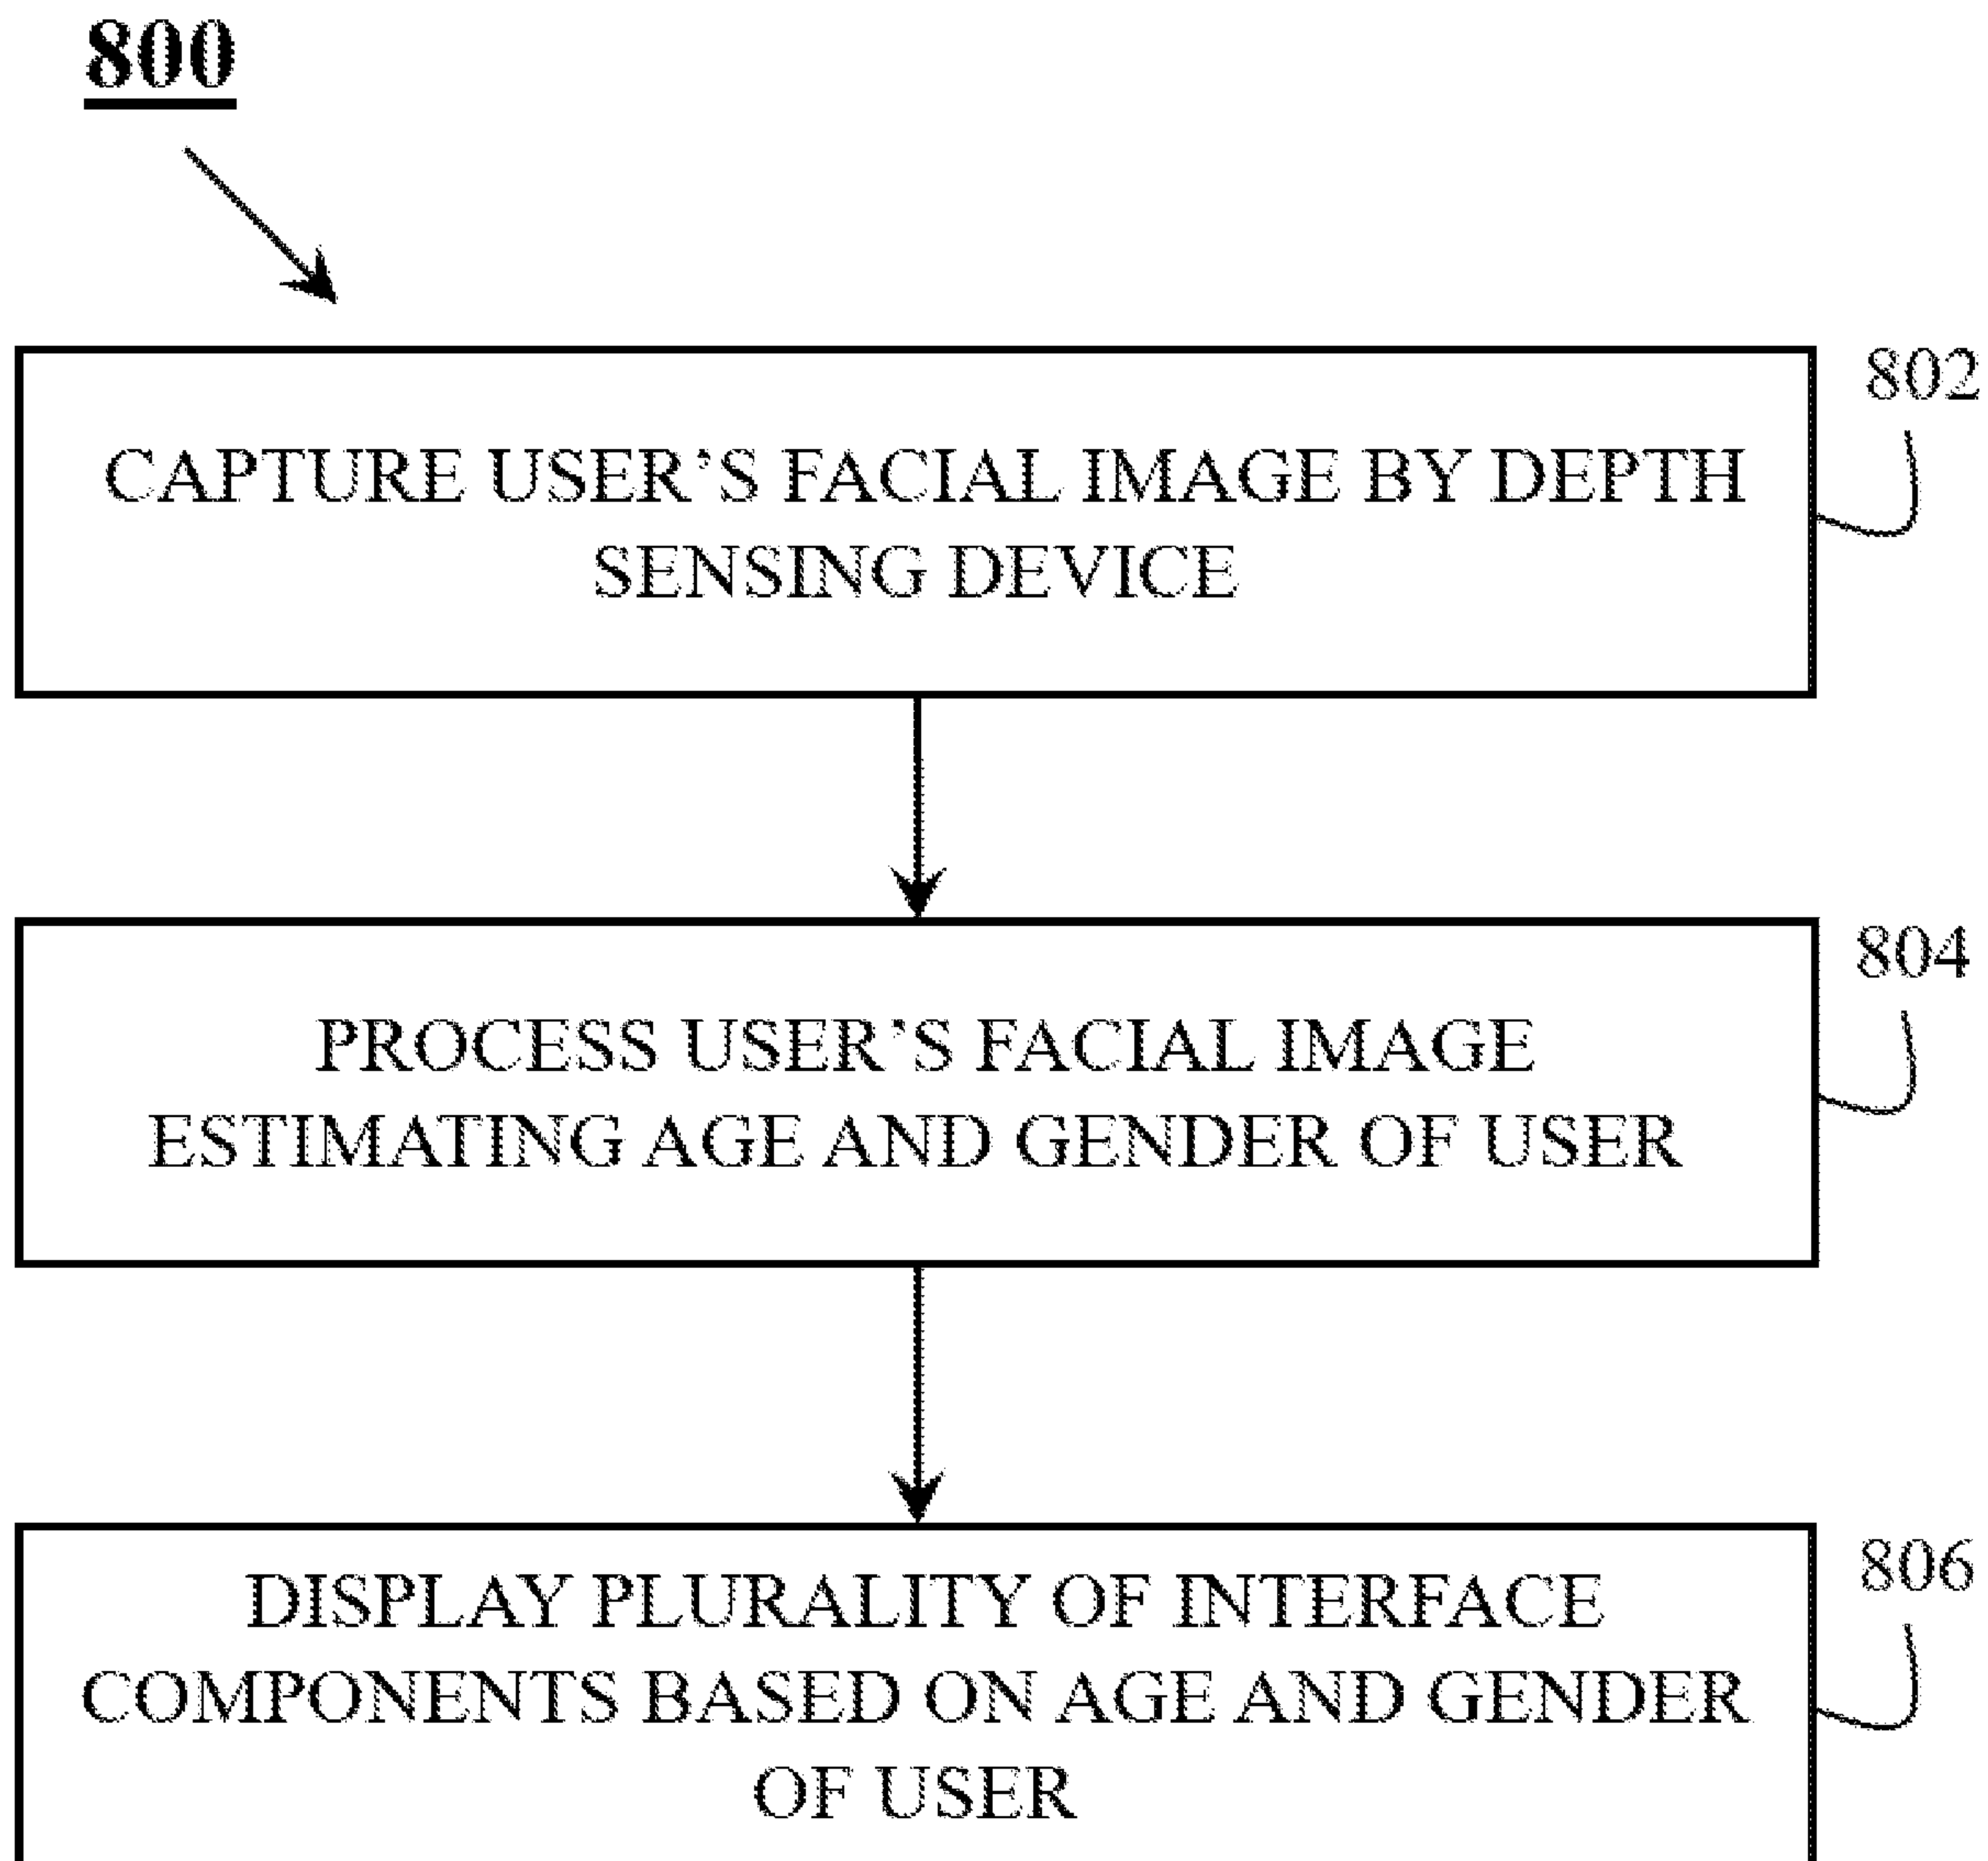 800
802
CAPTURE USER’S FACIAL IMAGE BY DEPTH
SENSING DEVICE
804
PROCESS USER’S FACIAL IMAGE
ESTIMATING AGE AND GENDER OF USER
806
DISPLAY PLURALITY OF INTERFACE
COMPONENTS BASED ON AGE AND GENDER
OF USER